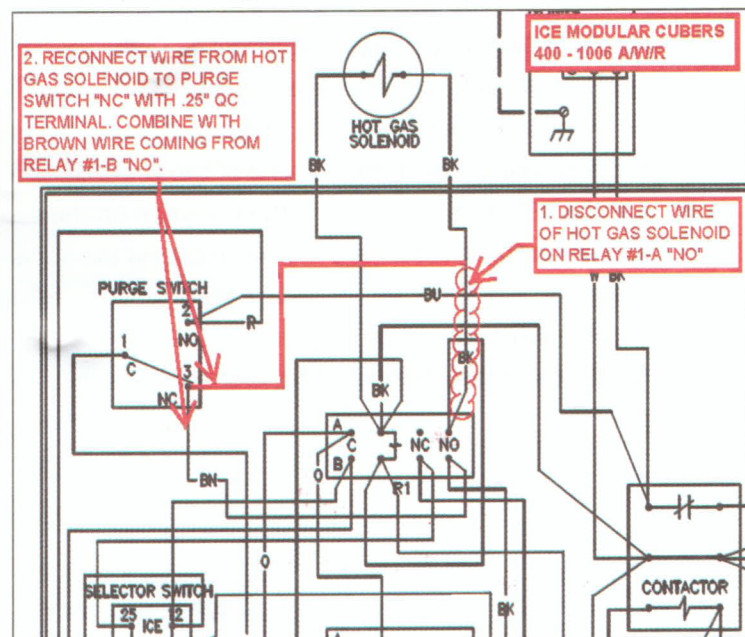 ICE MODULAR CUBERS
400 - 1006 A/W/R
2. RECONNECT WIRE FROM HOT
GAS SOLENOID TO PURGE
SWITCH "NC" WITH .25" QC
TERMINAL. COMBINE WITH
BROWN WIRE COMING FROM
RELAY #1-B "NO".
HOT GAS
SOLENOID
BK
BK
1. DISCONNECT WIRE
OF HOT GAS SOLENOID
ON RELAY #1-A "NO"
W BK
PURGE SWITCH
BU
2
R
NO
1
C
3
NC
BK
BK
A
C
NC NO
B
R1
BN
O
O
SELECTOR SWITCH
25 ICE 12
BK
CONTACTOR